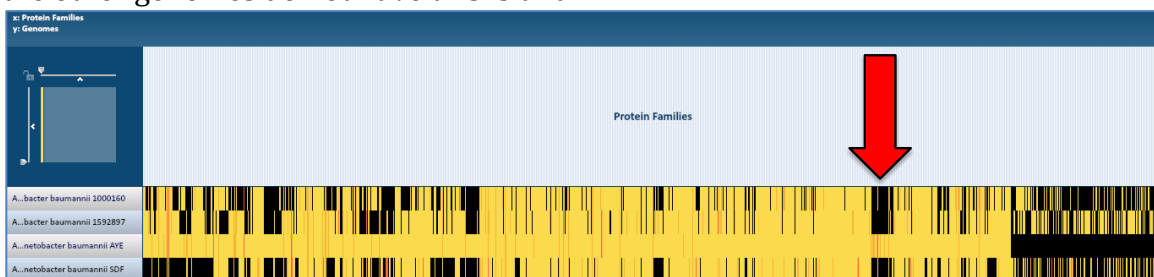 x: Protein Families
y: Genomes
Protein Families
A...bacter baumannii 1000160
A...bacter baumannii 1592897
A...netobacter baumannii AYE
A...netobacter baumannii SDF